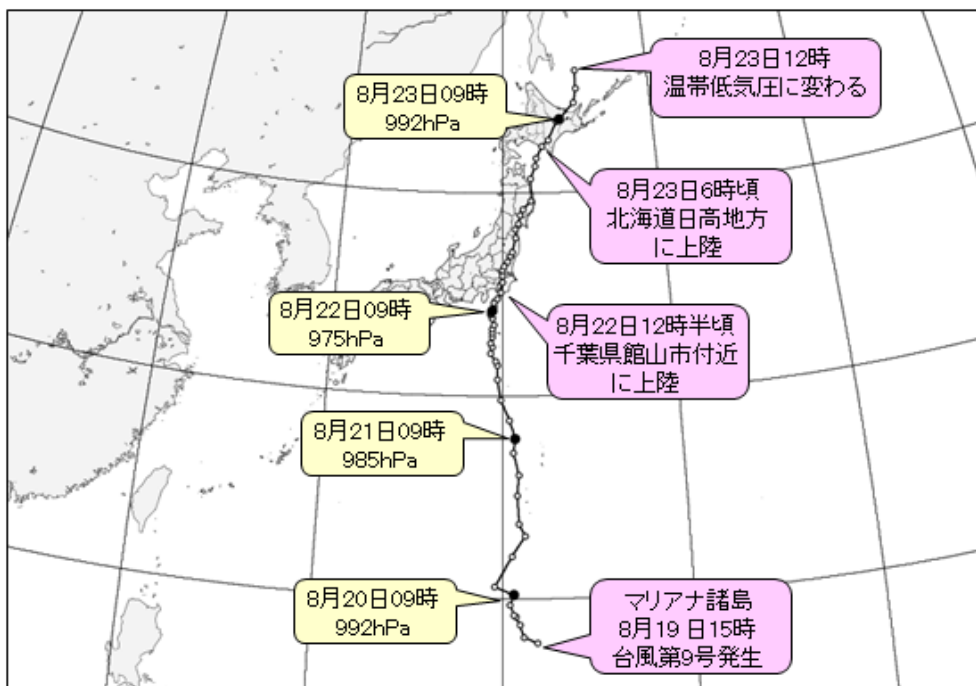 8月23日12時
温帯低気圧に変わる
8月23日09時
992hPa
8月23日6時頃
北海道日高地方
に上陸
8月22日09時
975hPa
8月22日12時半頃
千葉県館山市付近
に上陸
8月21日09時
985hPa
8月20日09時
992hPa
マリアナ諸島
8月19日15時
台風第9号発生